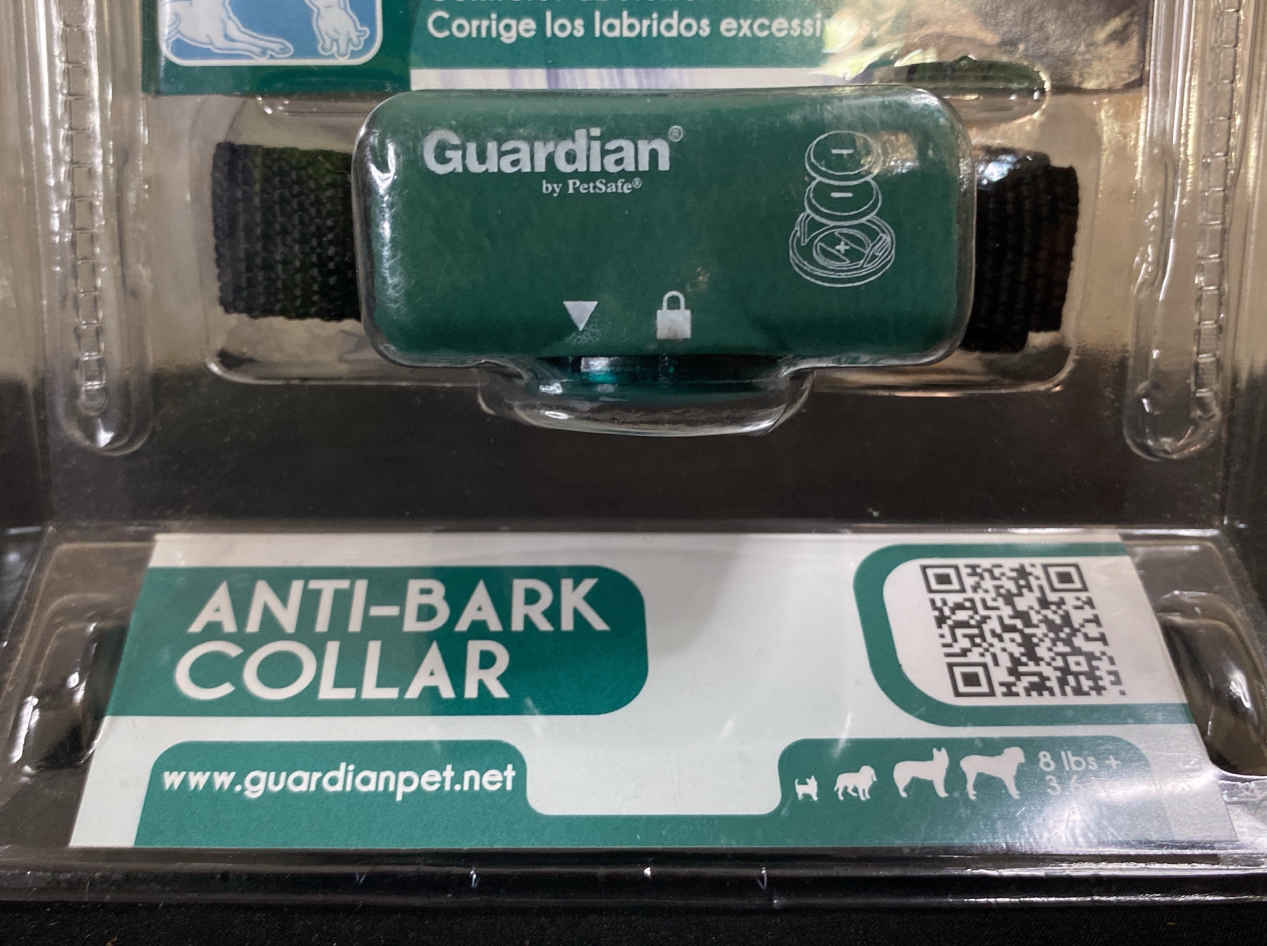 Corrige los labridos excessi
Guardian®
by PetSafe®
ANTI-BARK
COLLAR
www.guardianpet.net
8 lbs +